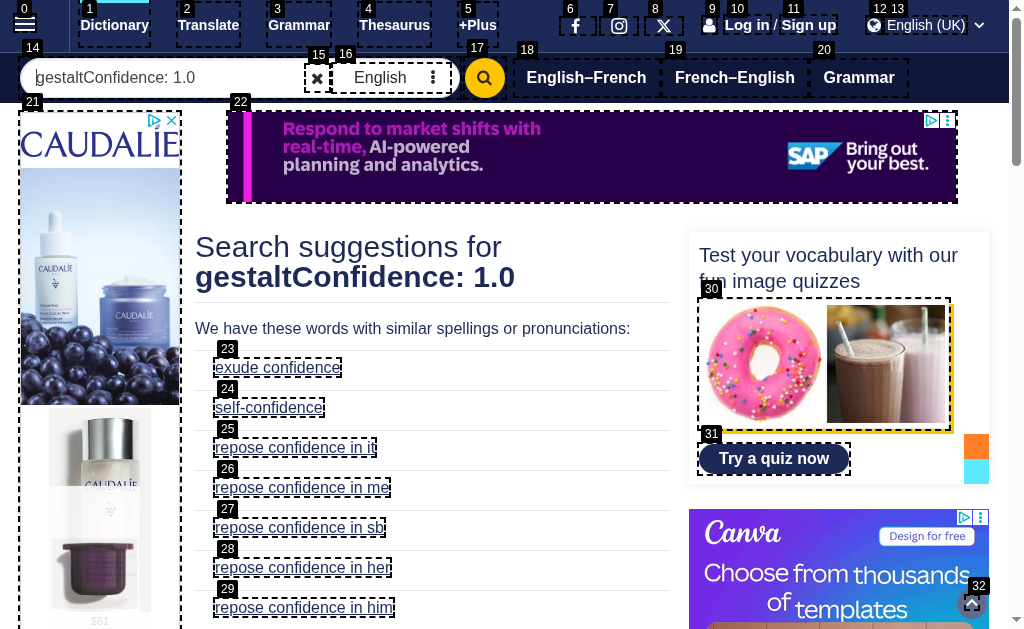 0 1 2 3 4 5 6 7 8 9 10 11 12 13
Dictionary Translate Grammar Thesaurus +Plus Log in / Sign up English (UK)
14 15 16 17 18 19 20
gestaltConfidence: 1.0 English English–French French–English Grammar
21 22
CAUDALÍE
Respond to market shifts with
real-time, AI-powered
planning and analytics.
SAP Bring out
your best.
Search suggestions for
gestaltConfidence: 1.0
We have these words with similar spellings or pronunciations:
23
exude confidence
24
self-confidence
25
repose confidence in it
26
repose confidence in me
27
repose confidence in sb
28
repose confidence in her
29
repose confidence in him
Test your vocabulary with our
fun image quizzes
30
31
Try a quiz now
Canva Design for free
Choose from thousands
of templates
32
CAUDALÍE
CAUDALÍE
CAUDALÍE
$61